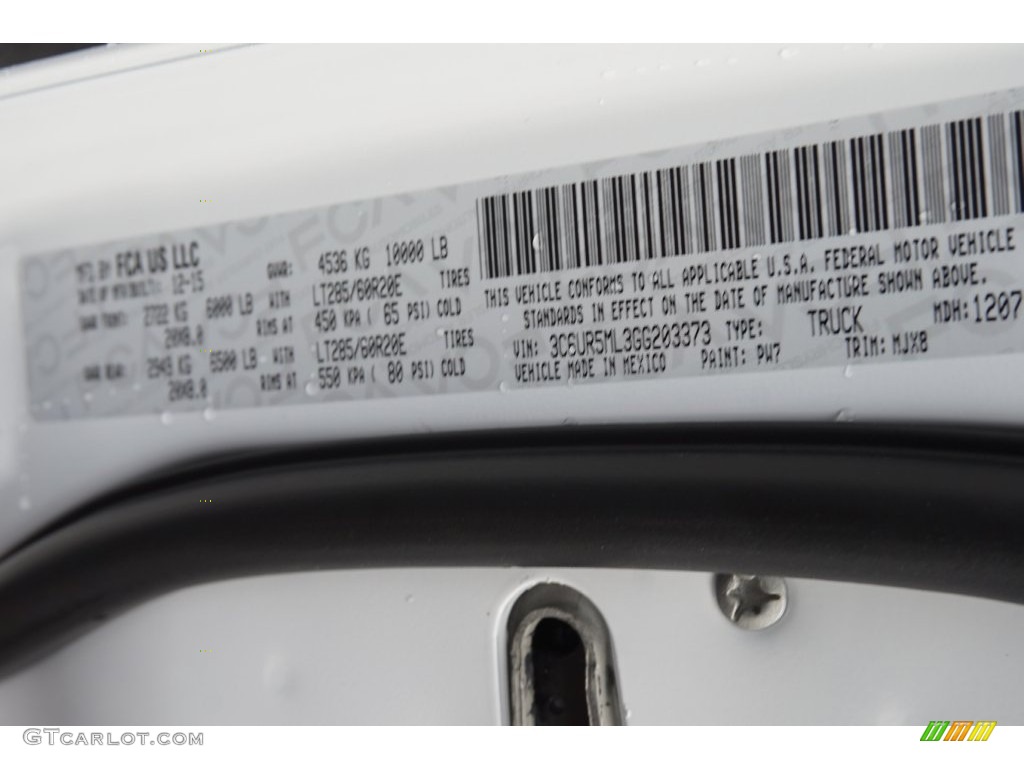 MFD BY FCA US LLC
DATE OF MFR 12-15 GVWR: 4536 KG 10000 LB
GAWR FRONT: 2722 KG 6000 LB WITH LT285/60R20E TIRES
20X8.0 RIMS AT 450 KPA ( 65 PSI) COLD
GAWR REAR: 2949 KG 6500 LB WITH LT285/60R20E TIRES
20X8.0 RIMS AT 550 KPA ( 80 PSI) COLD
THIS VEHICLE CONFORMS TO ALL APPLICABLE U.S.A. FEDERAL MOTOR VEHICLE
STANDARDS IN EFFECT ON THE DATE OF MANUFACTURE SHOWN ABOVE.
VIN: 3C6UR5ML3GG203373 TYPE: TRUCK MDH: 1207
VEHICLE MADE IN MEXICO PAINT: PW7 TRIM: MJX8
GTCARLOT.COM